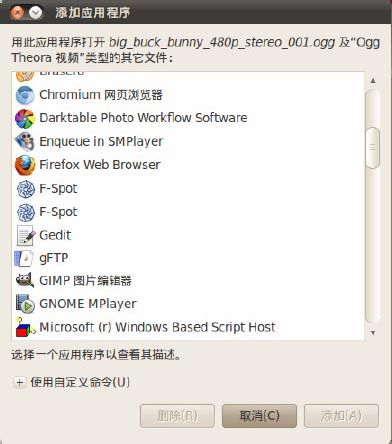 添加应用程序
用此应用程序打开 big_buck_bunny_480p_stereo_001.ogg 及“Ogg
Theora 视频”类型的其它文件：
Brasero
Chromium 网页浏览器
Darktable Photo Workflow Software
Enqueue in SMPlayer
Firefox Web Browser
F-Spot
F-Spot
Gedit
gFTP
GIMP 图片编辑器
GNOME MPlayer
Microsoft (r) Windows Based Script Host
选择一个应用程序以查看其描述。
使用自定义命令(U)
删除(R) 取消(C) 添加(A)